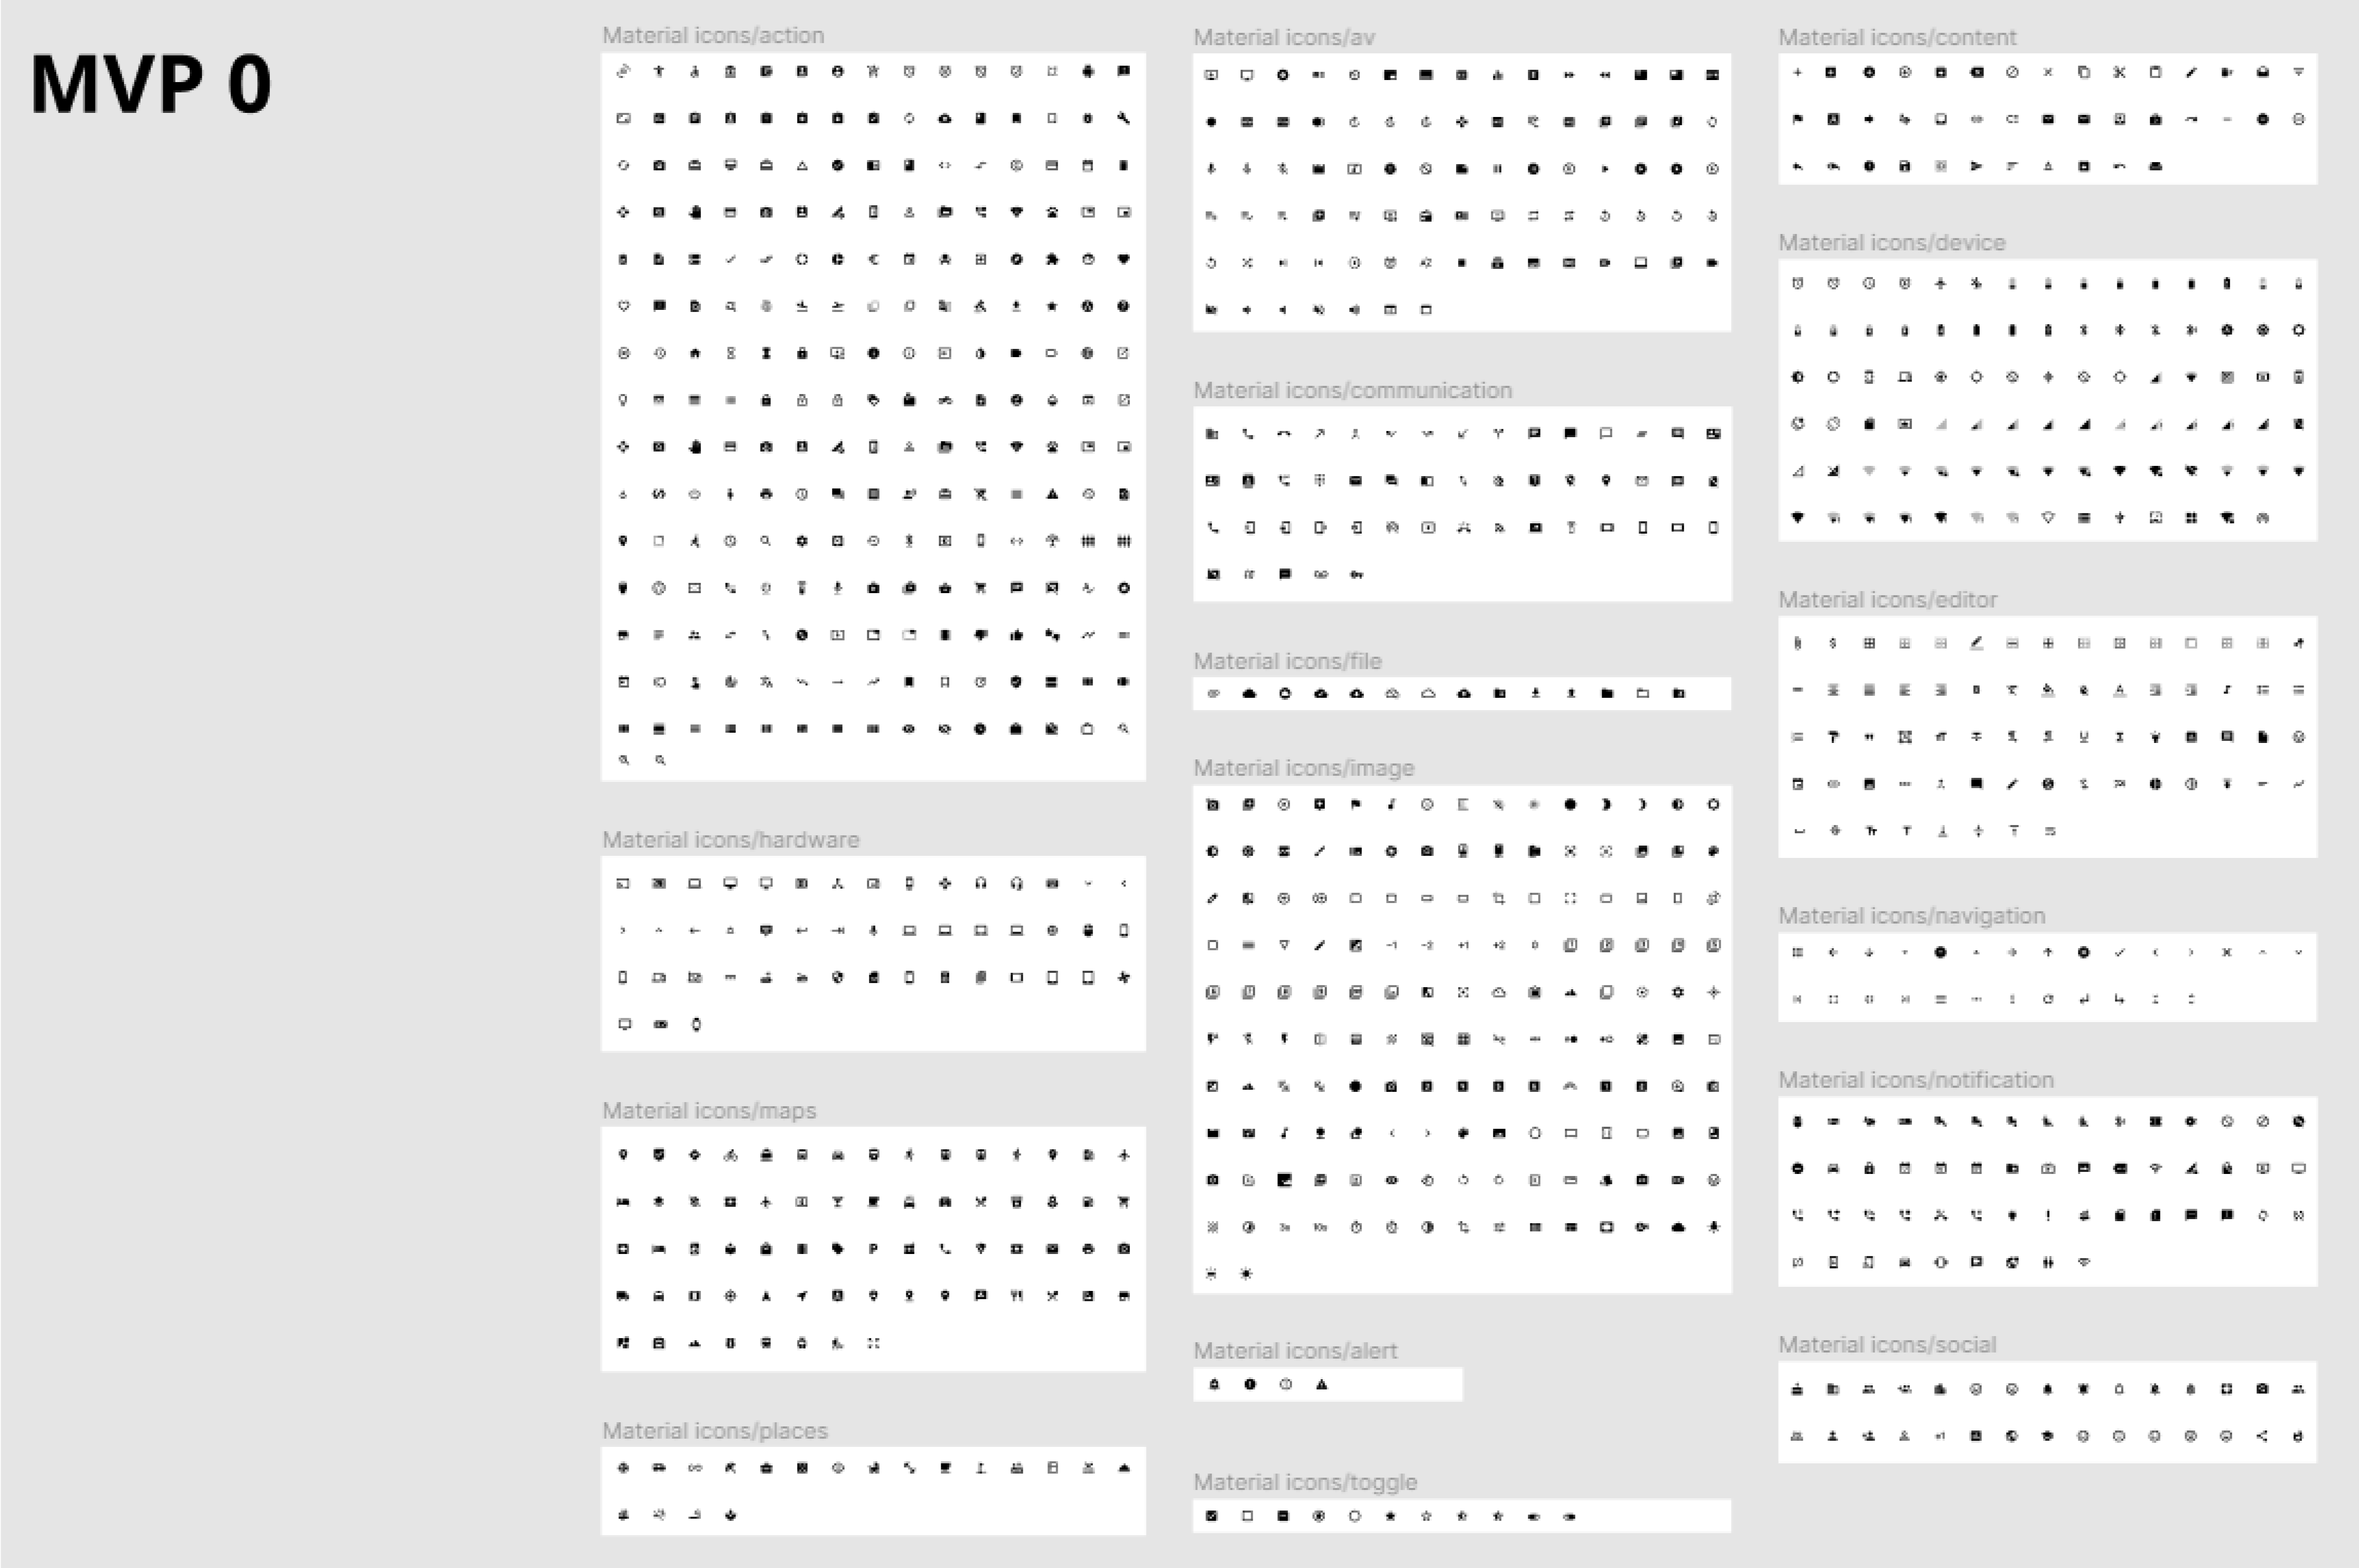 MVP 0
Material icons/action
Material icons/hardware
Material icons/maps
Material icons/places
Material icons/av
Material icons/communication
Material icons/file
Material icons/image
Material icons/alert
Material icons/toggle
Material icons/content
Material icons/device
Material icons/editor
Material icons/navigation
Material icons/notification
Material icons/social